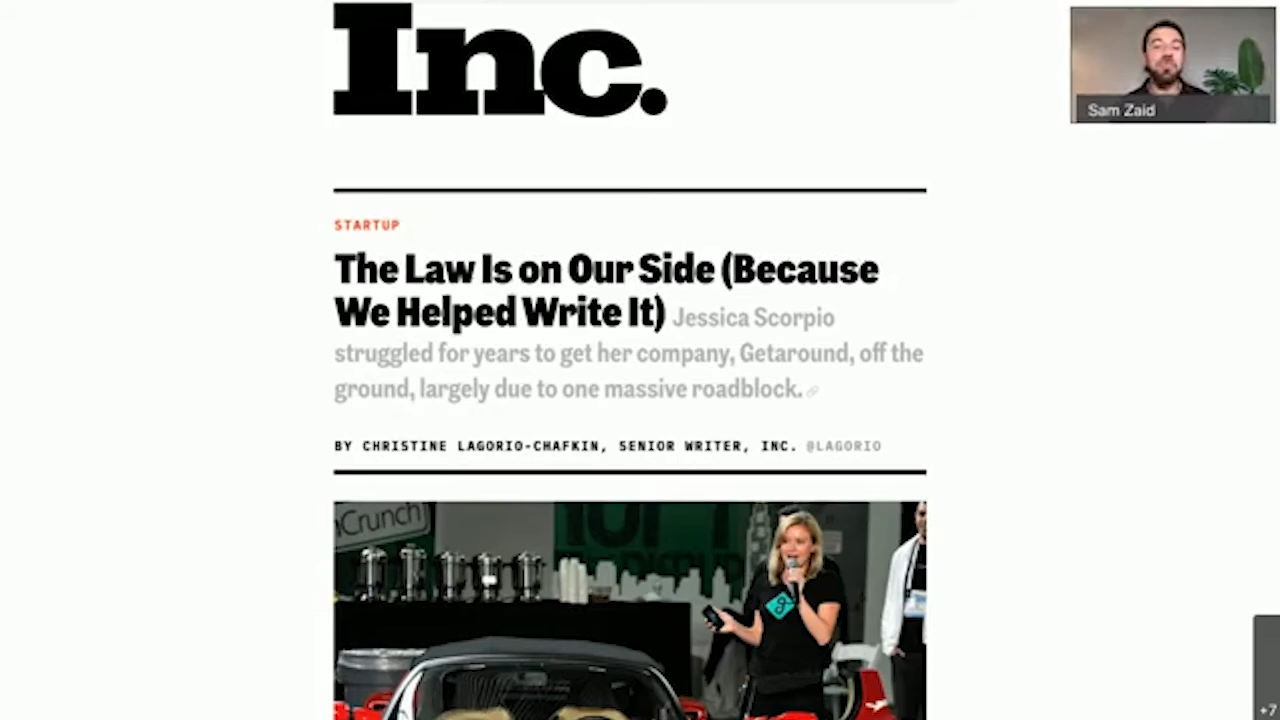 Inc.
Sam Zaid
STARTUP
The Law Is on Our Side (Because
We Helped Write It) Jessica Scorpio
struggled for years to get her company, Getaround, off the
ground, largely due to one massive roadblock.
BY CHRISTINE LAGORIO-CHAFKIN, SENIOR WRITER, INC. @LAGORIO
Crunch
+7